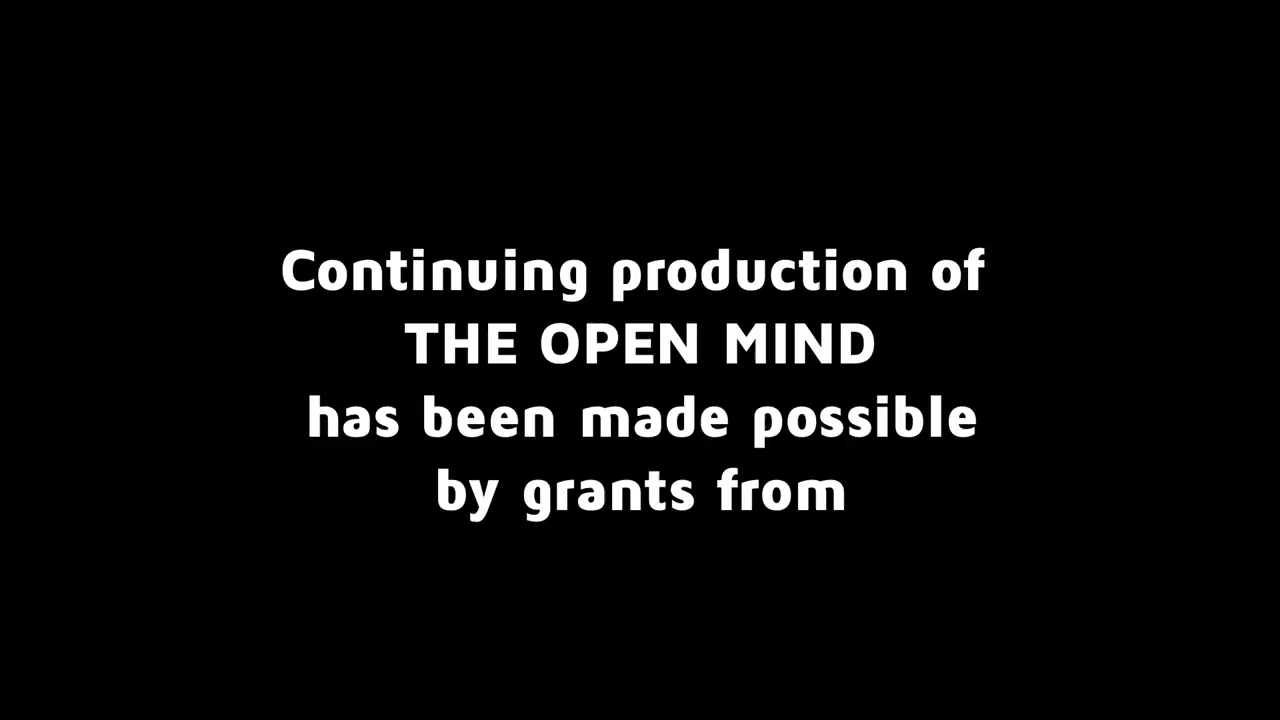 Continuing production of
THE OPEN MIND
has been made possible
by grants from